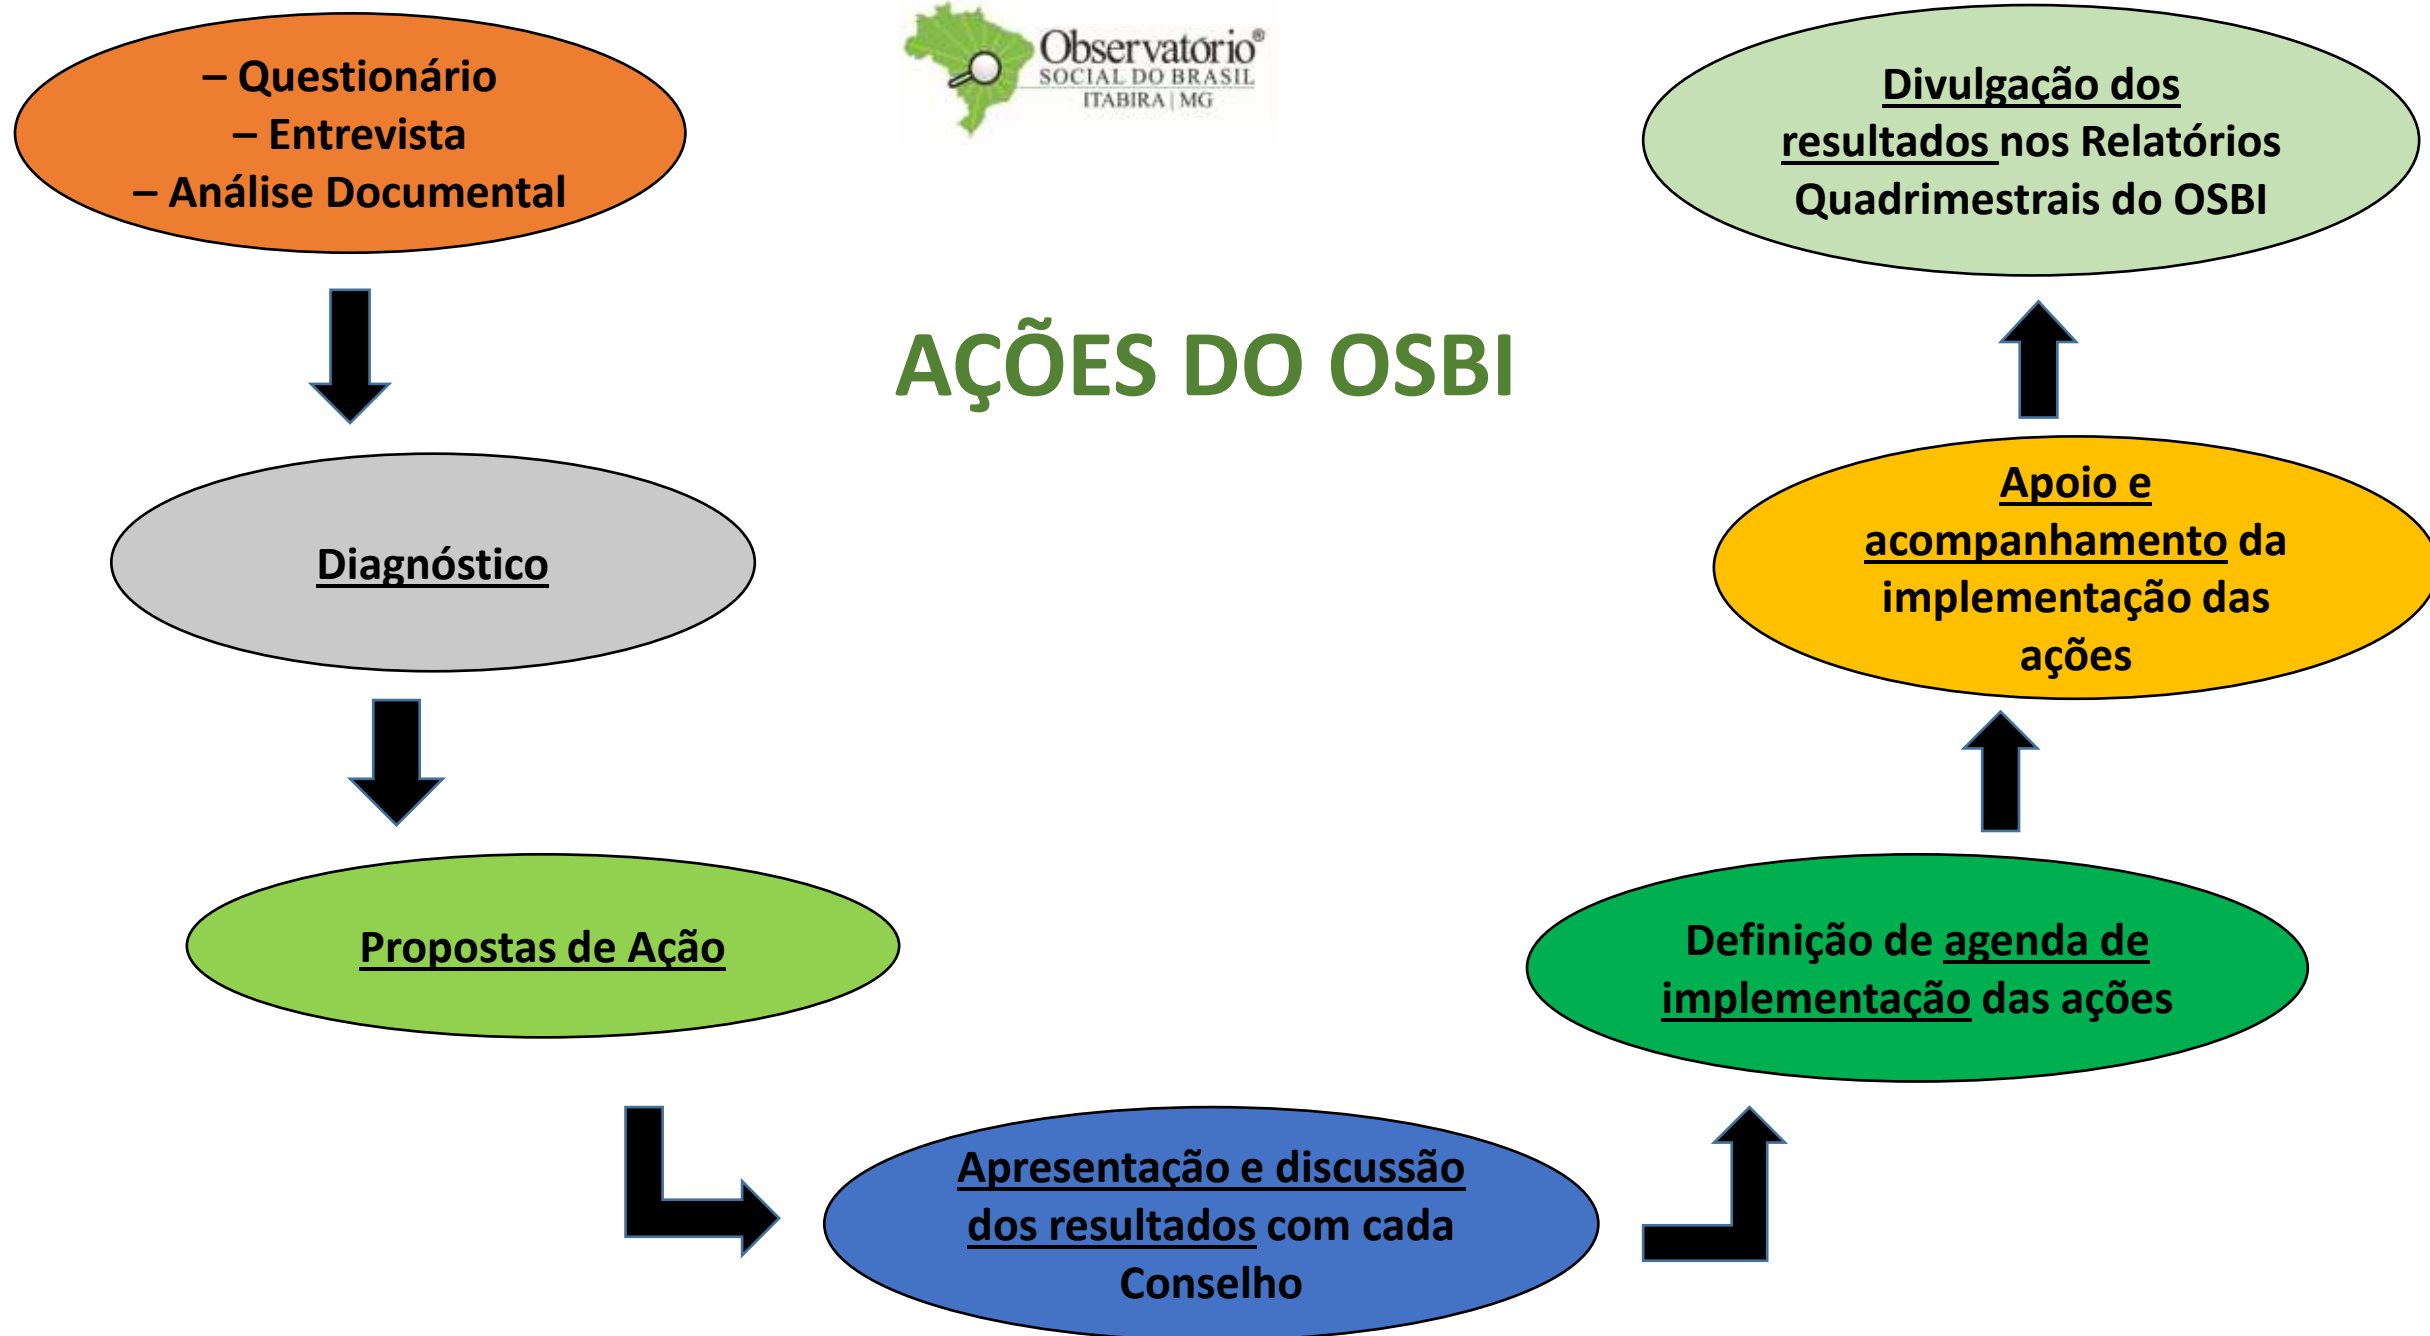 – Questionário
– Entrevista
– Análise Documental
Observatório®
SOCIAL DO BRASIL
ITABIRA | MG
Divulgação dos
resultados nos Relatórios
Quadrimestrais do OSBI
AÇÕES DO OSBI
Diagnóstico
Apoio e
acompanhamento da
implementação das
ações
Propostas de Ação
Definição de agenda de
implementação das ações
Apresentação e discussão
dos resultados com cada
Conselho